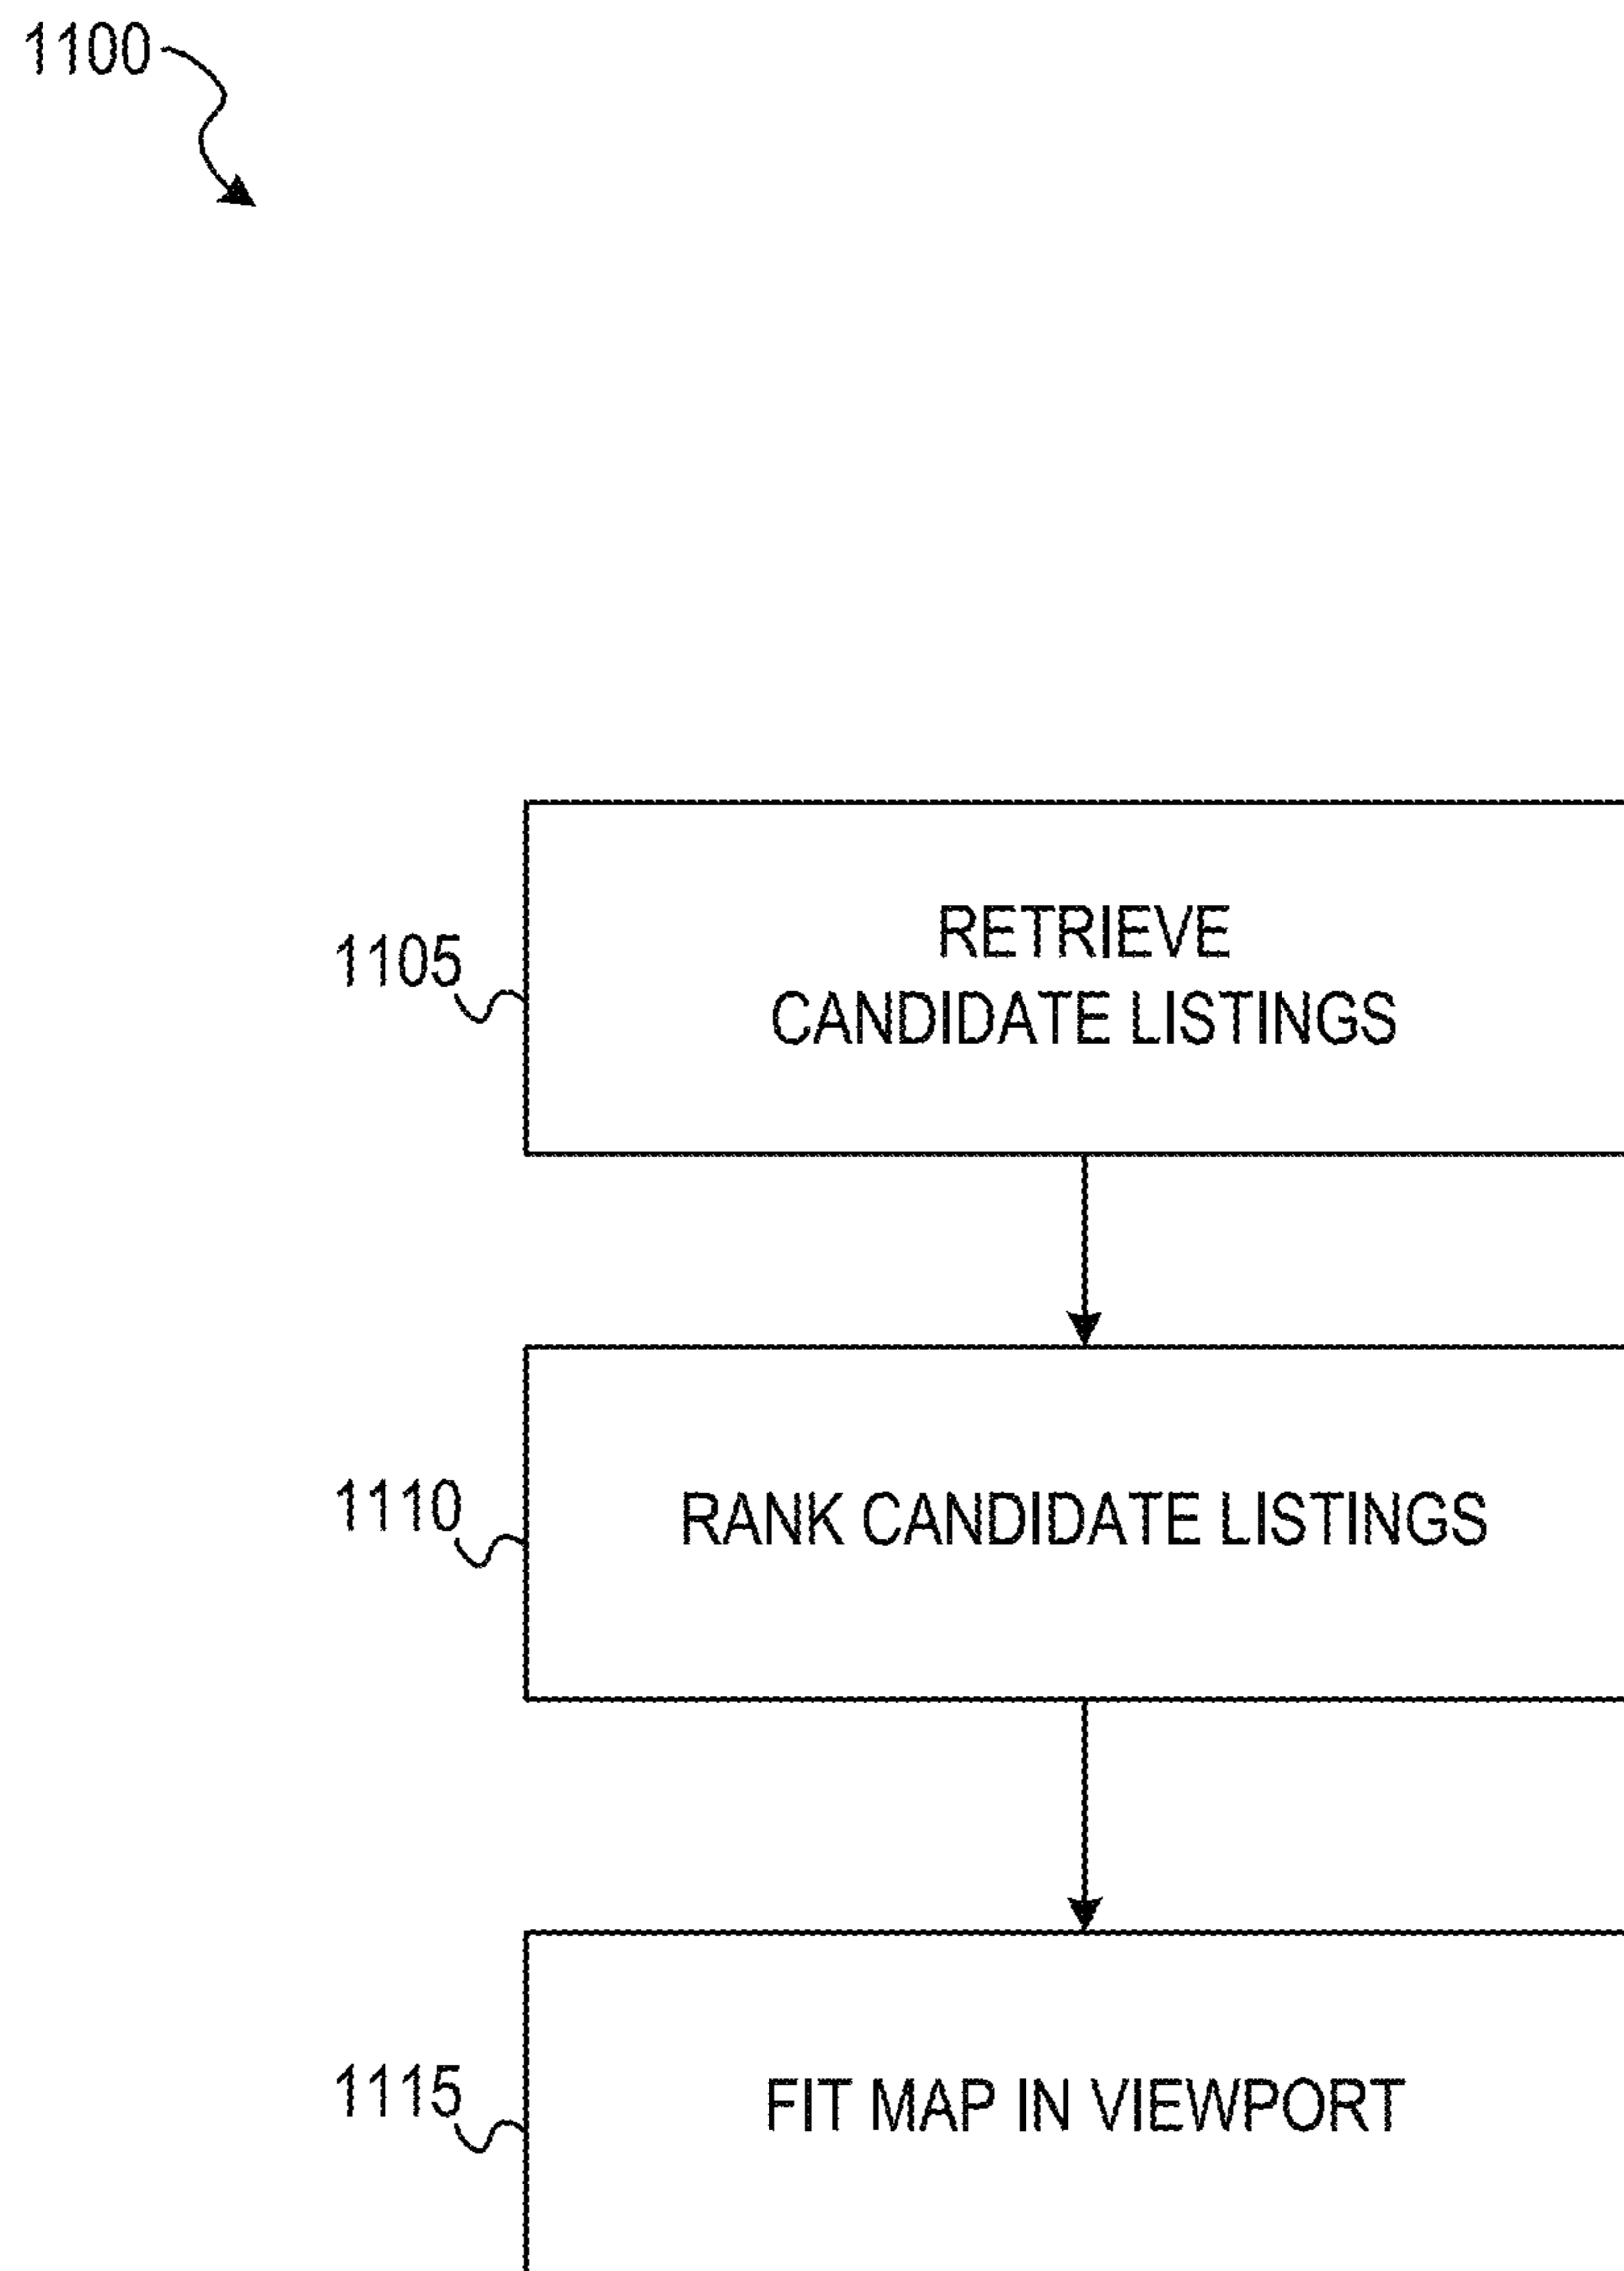 1100
1105
RETRIEVE
CANDIDATE LISTINGS
1110
RANK CANDIDATE LISTINGS
1115
FIT MAP IN VIEWPORT